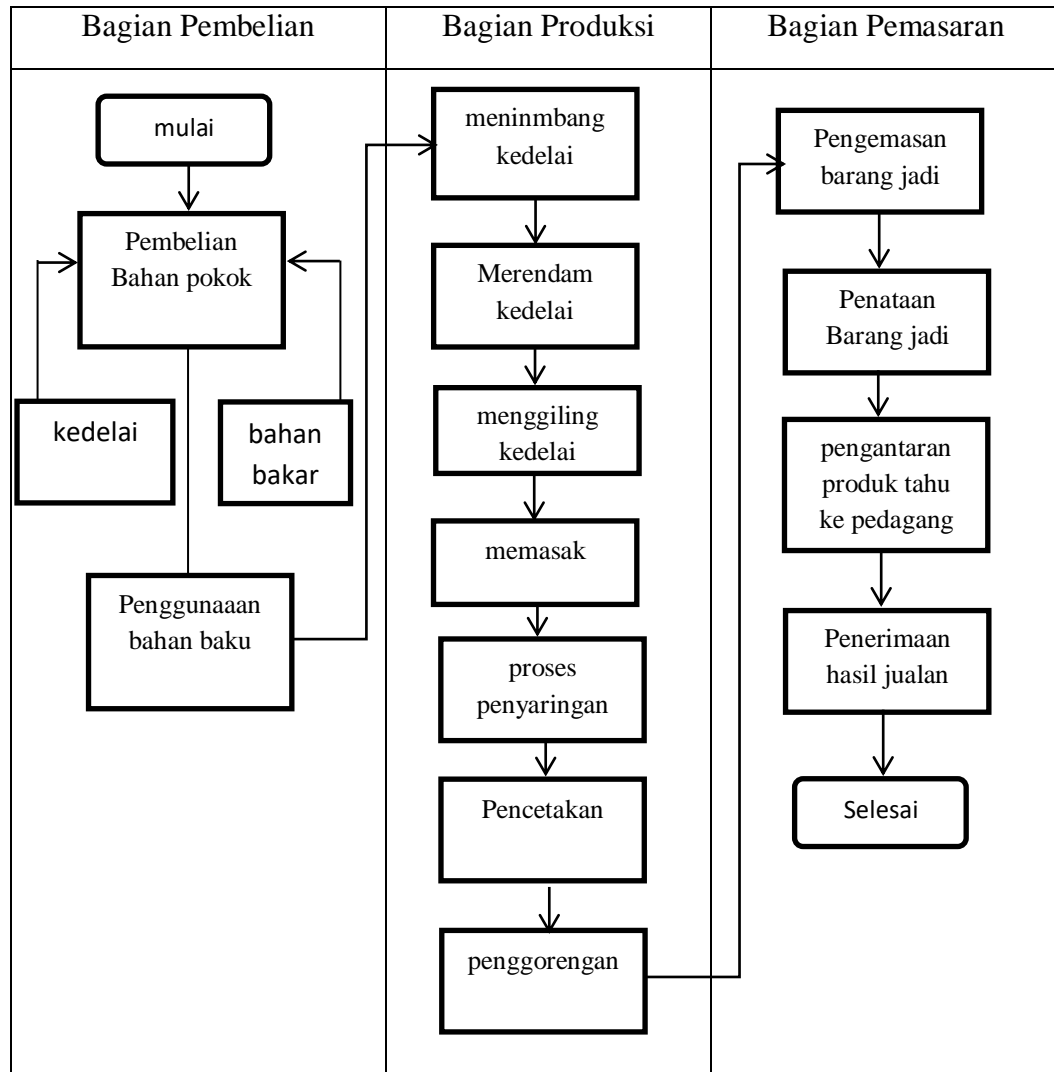 Bagian Pembelian
Bagian Produksi
Bagian Pemasaran
mulai
Pembelian
Bahan pokok
kedelai
bahan
bakar
Penggunaaan
bahan baku
meninmbang
kedelai
Merendam
kedelai
menggiling
kedelai
memasak
proses
penyaringan
Pencetakan
penggorengan
Pengemasan
barang jadi
Penataan
Barang jadi
pengantaran
produk tahu
ke pedagang
Penerimaan
hasil jualan
Selesai